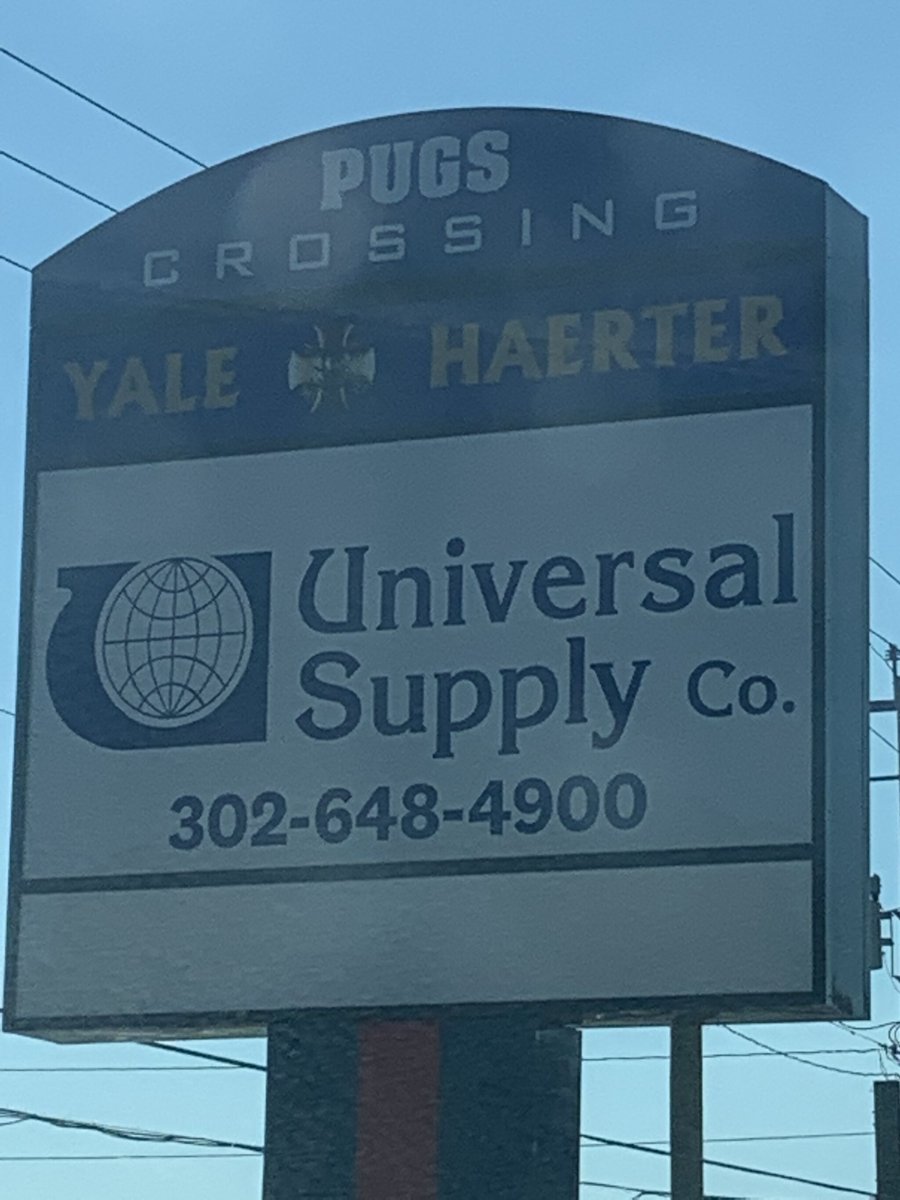 PUGS
CROSSING
YALE HAERTER
Universal
Supply Co.
302-648-4900